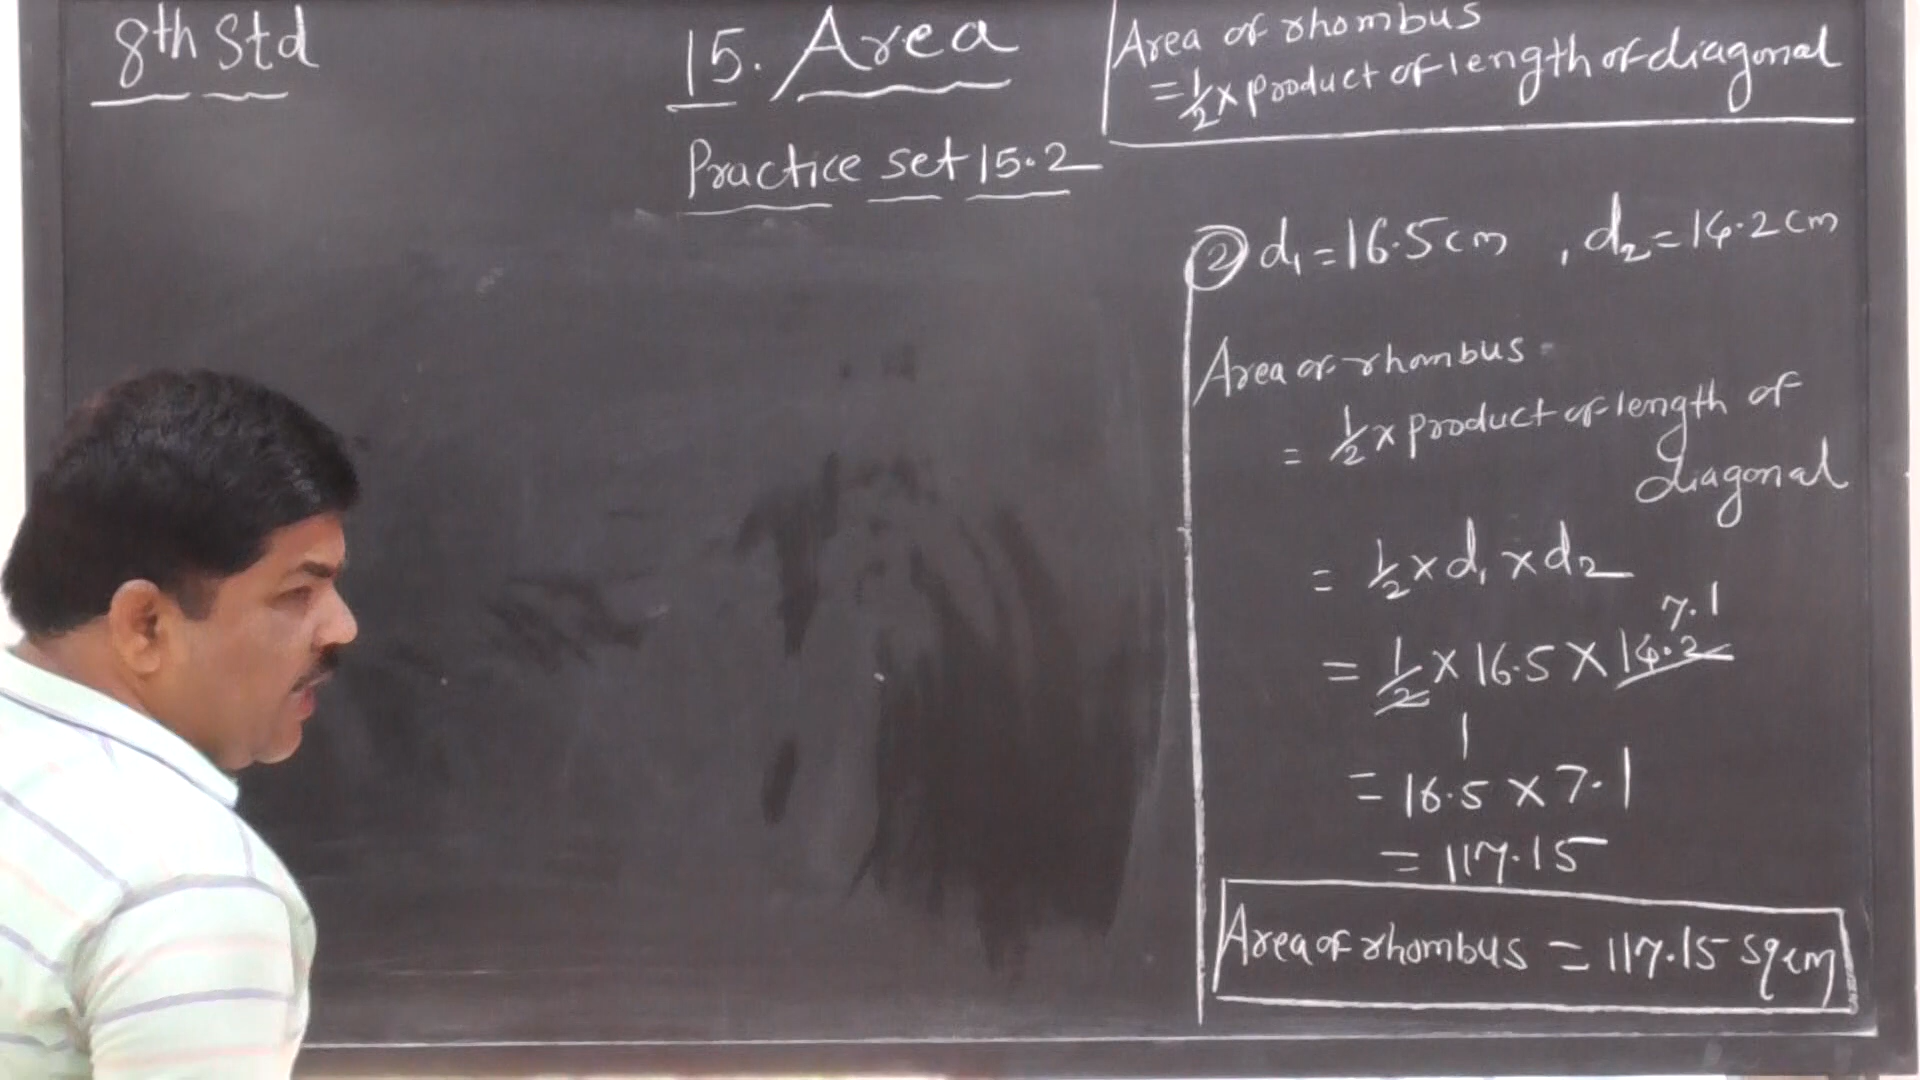 8th Std
15. Area
Practice set 15.2
Area of rhombus
= 1/2 x product of length of diagonal
② d₁ = 16.5 cm , d₂ = 14.2 cm
Area of rhombus
= 1/2 x product of length of
diagonal
= 1/2 x d₁ x d₂
7.1
= 1/2 x 16.5 x 14.2
1
= 16.5 x 7.1
= 117.15
Area of rhombus = 117.15 sqcm